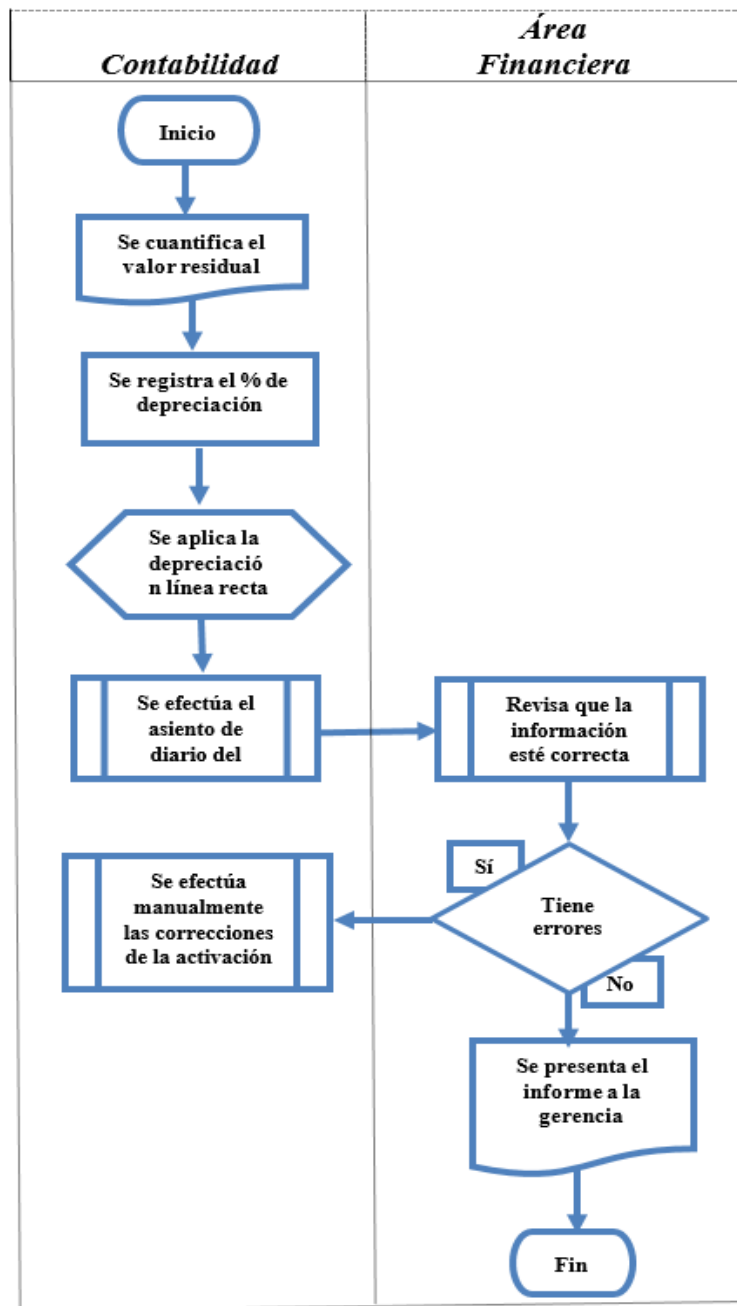 Contabilidad
Área
Financiera
Inicio
Se cuantifica el
valor residual
Se registra el % de
depreciación
Se aplica la
depreciació
n línea recta
Se efectúa el
asiento de
diario del
Revisa que la
información
esté correcta
Sí
Tiene
errores
No
Se efectúa
manualmente
las correcciones
de la activación
Se presenta el
informe a la
gerencia
Fin